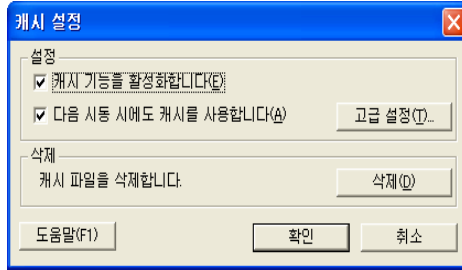 캐시 설정
설정
캐시 기능을 활성화합니다(E)
다음 시동 시에도 캐시를 사용합니다(A)
고급 설정(T)...
삭제
캐시 파일을 삭제합니다.
삭제(D)
도움말(F1)
확인
취소